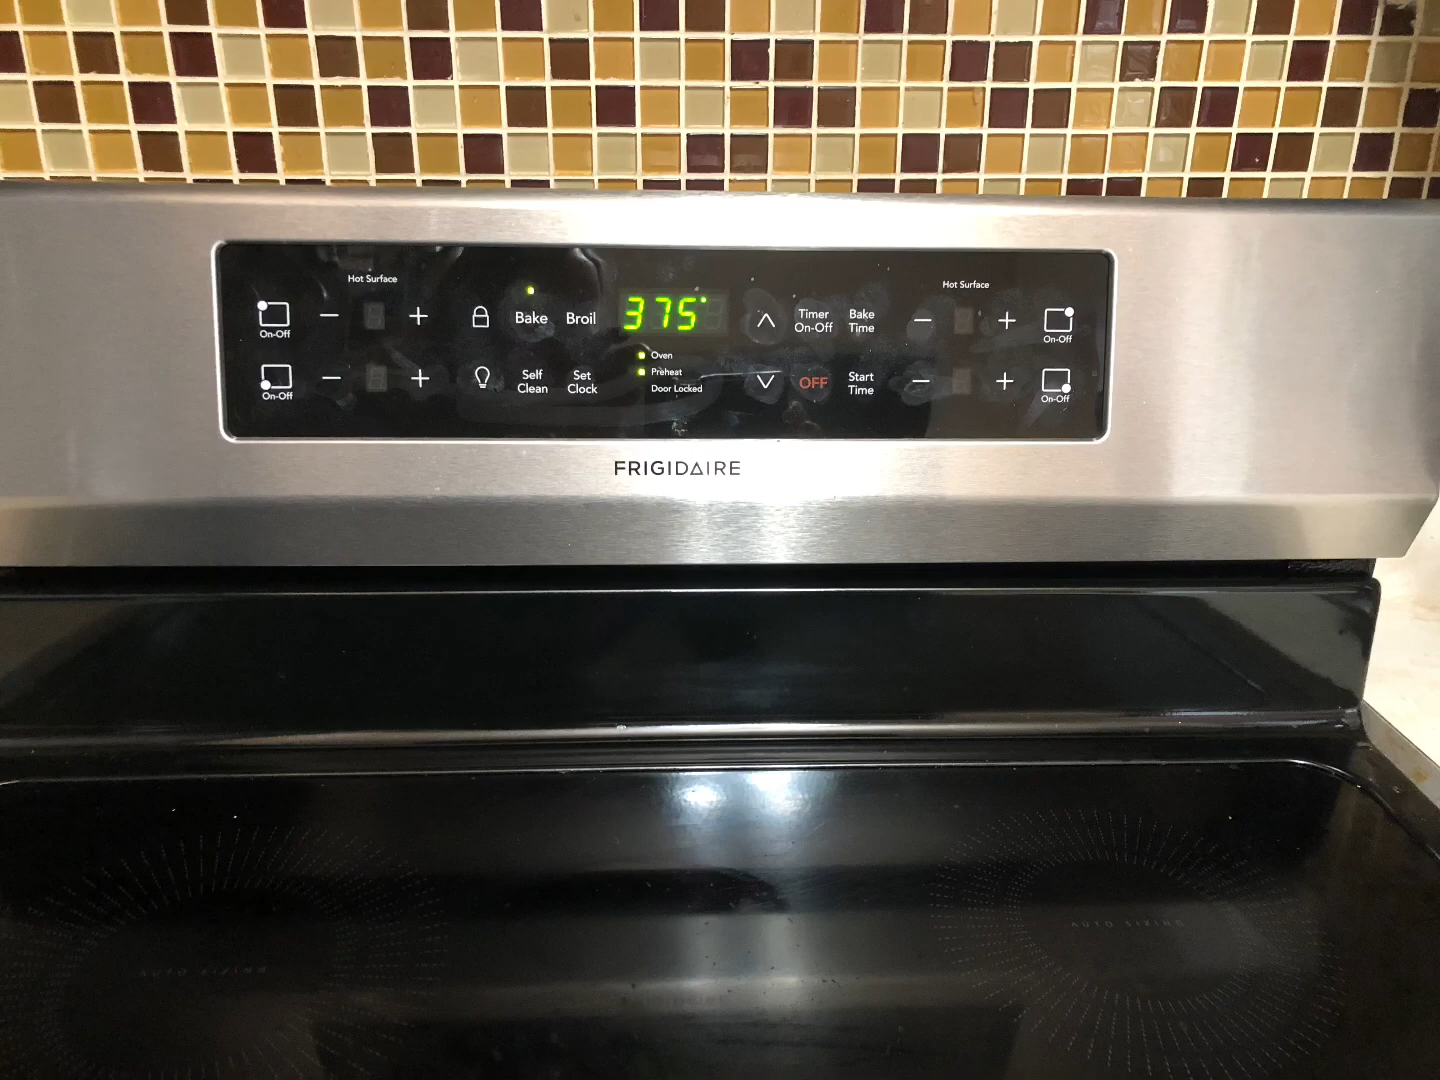 Hot Surface
On-Off
On-Off
Bake
Broil
Self
Clean
Set
Clock
375°
Oven
Preheat
Door Locked
Timer
On-Off
Bake
Time
OFF
Start
Time
Hot Surface
On-Off
On-Off
FRIGIDAIRE